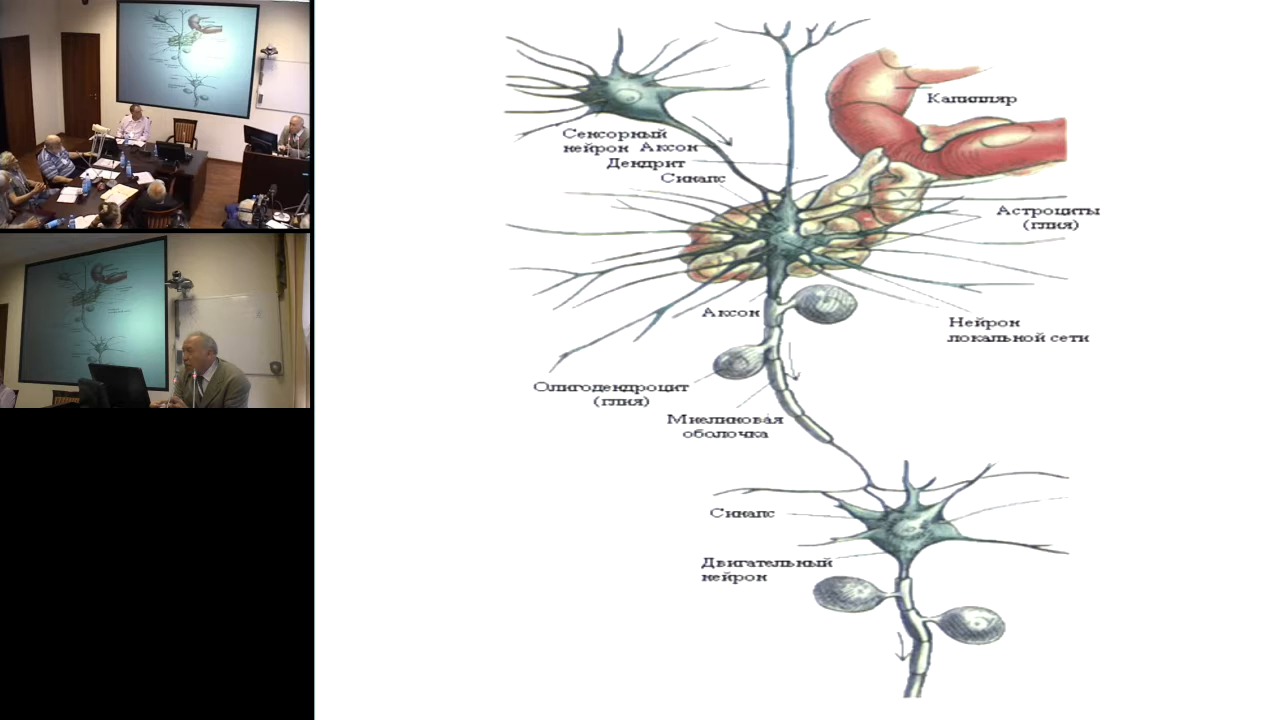 Капилляр
Сенсорный
нейрон Аксон
Дендрит
Синапс
Астроциты
(глия)
Аксон
Нейрон
локальной сети
Олигодендроцит
(глия)
Миелиновая
оболочка
Синапс
Двигательный
нейрон